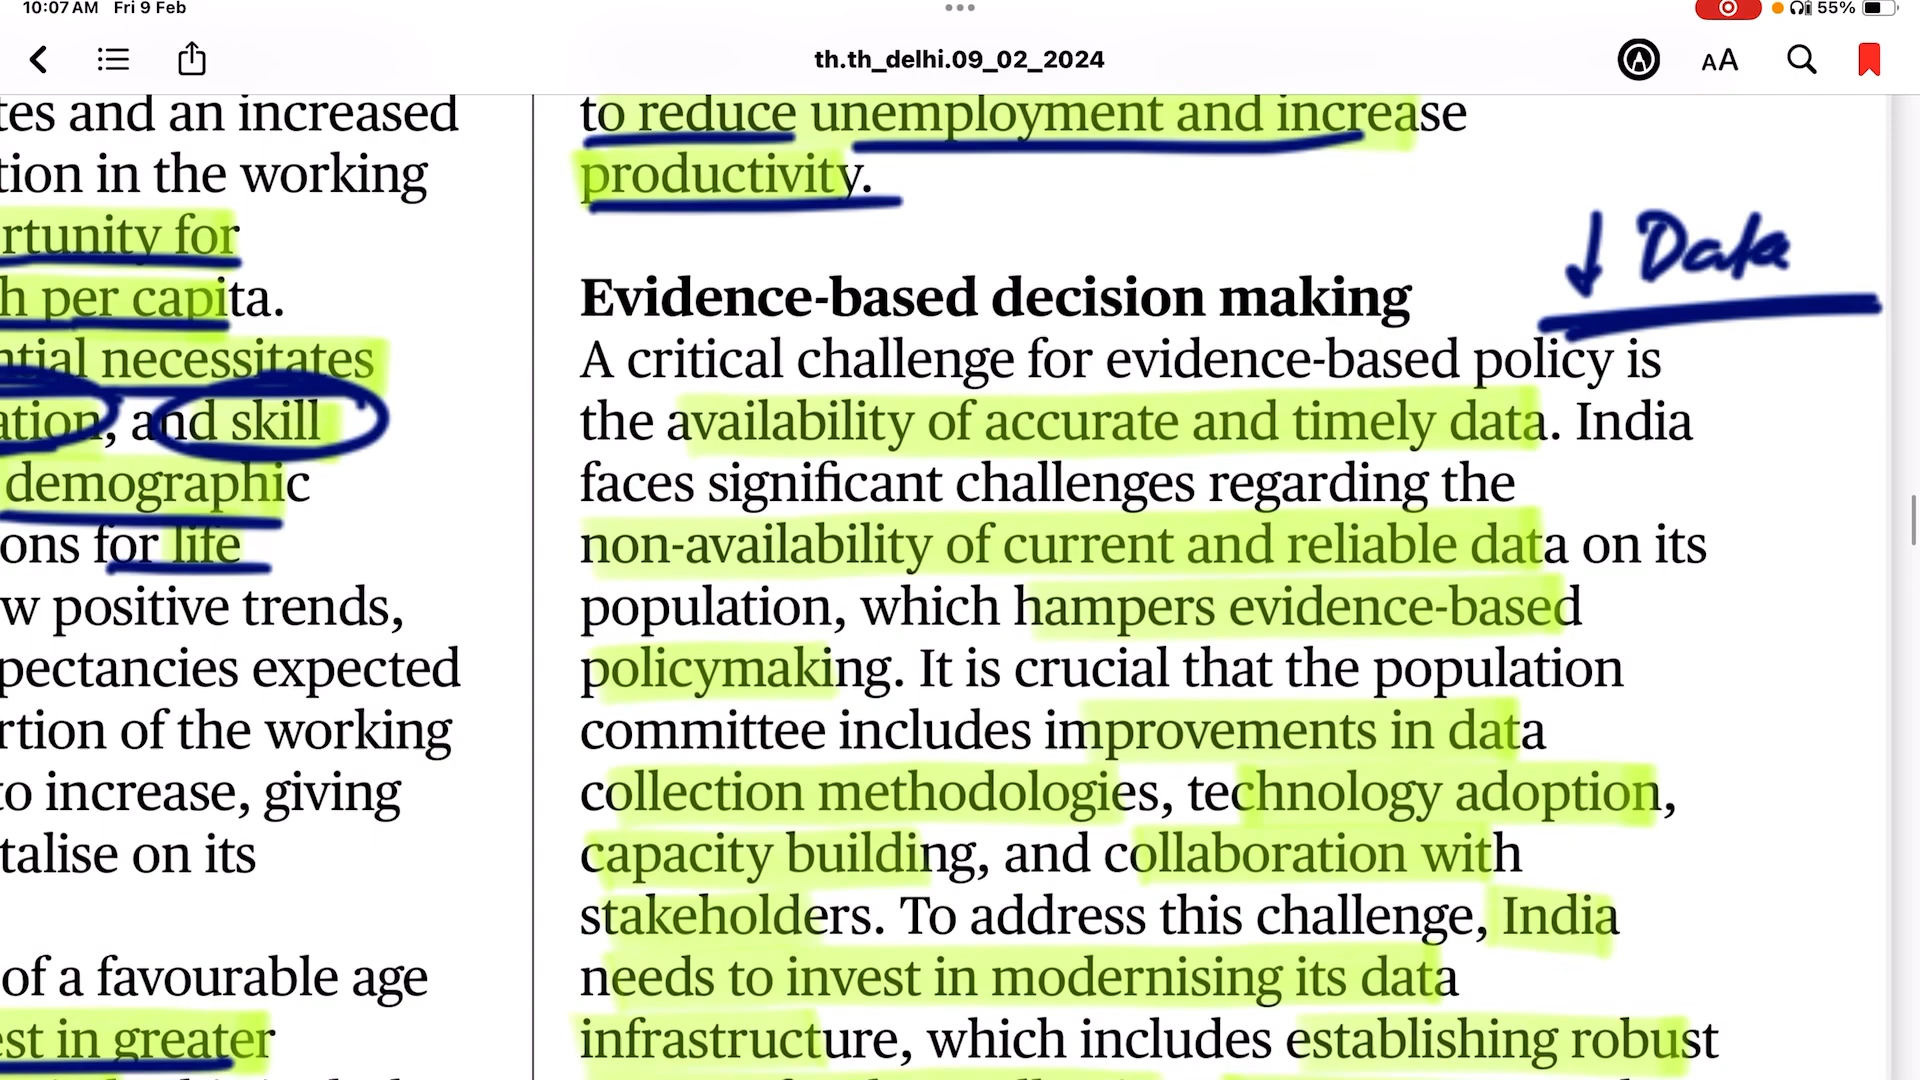 10:07 AM Fri 9 Feb
55%
th.th_delhi.09_02_2024
AA
tes and an increased
tion in the working
rtunity for
h per capita.
ntial necessitates
ation, and skill
demographic
ons for life
w positive trends,
pectancies expected
rtion of the working
to increase, giving
talise on its
of a favourable age
est in greater
to reduce unemployment and increase
productivity.
↓ Data
Evidence-based decision making
A critical challenge for evidence-based policy is
the availability of accurate and timely data. India
faces significant challenges regarding the
non-availability of current and reliable data on its
population, which hampers evidence-based
policymaking. It is crucial that the population
committee includes improvements in data
collection methodologies, technology adoption,
capacity building, and collaboration with
stakeholders. To address this challenge, India
needs to invest in modernising its data
infrastructure, which includes establishing robust